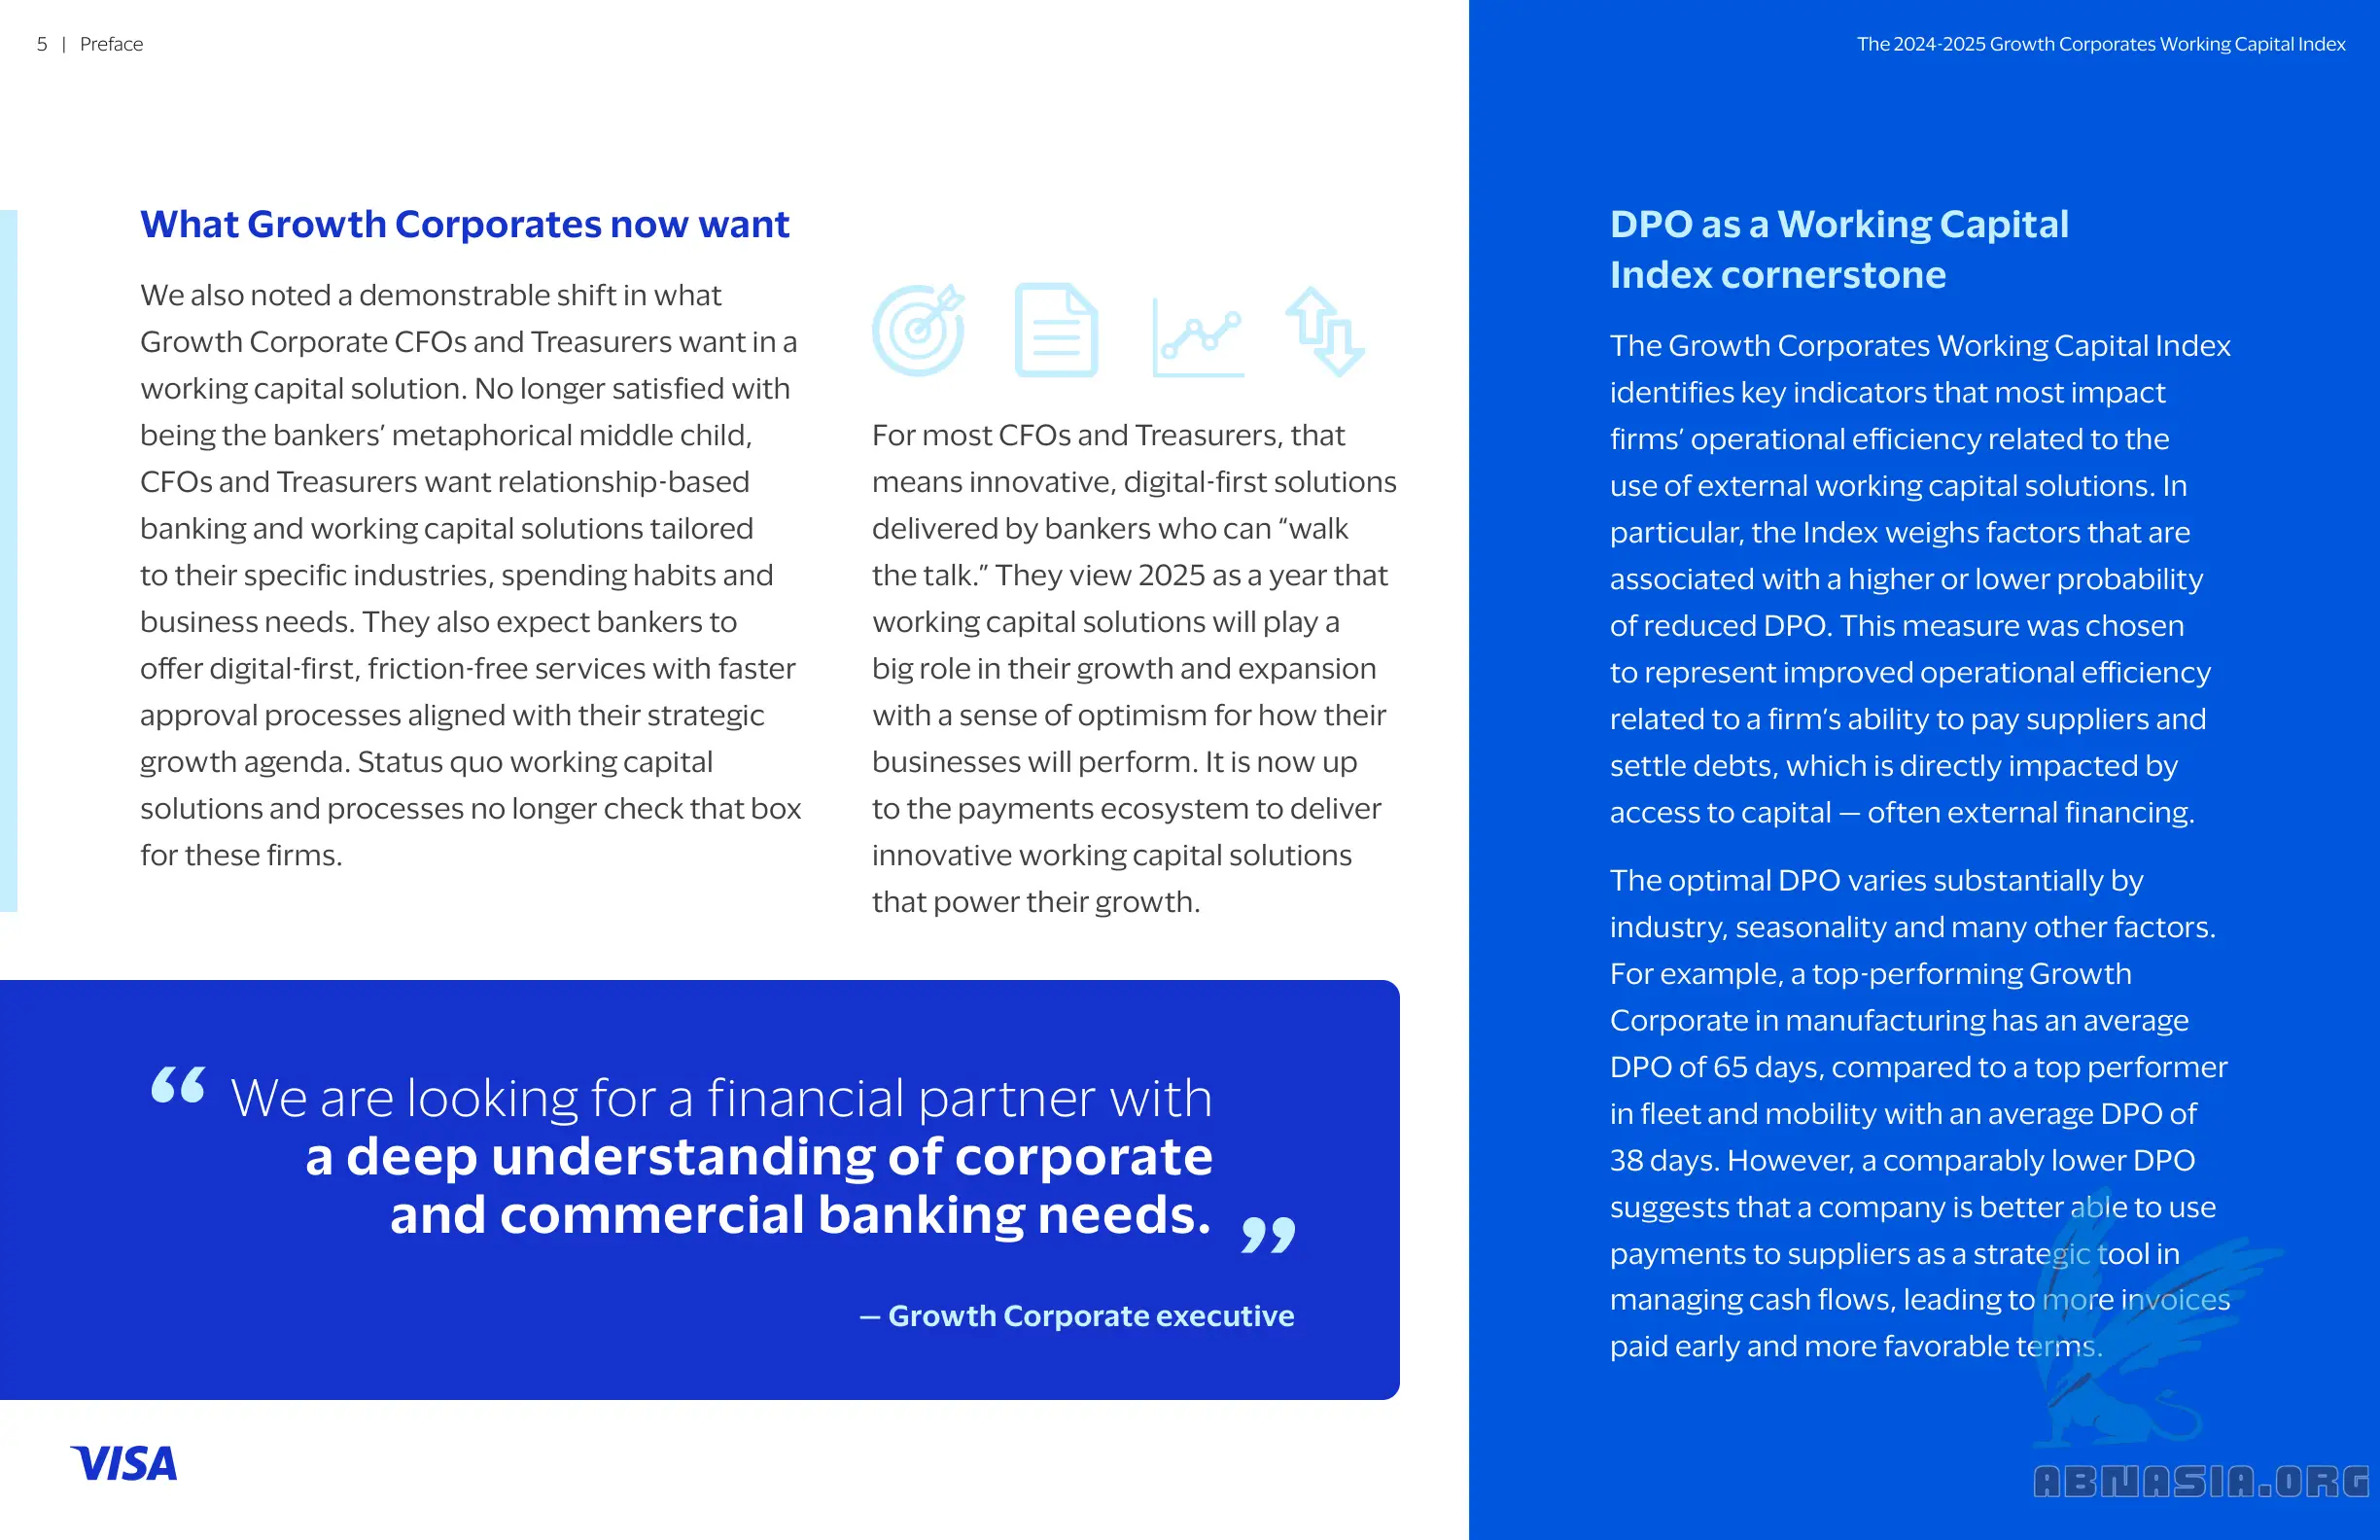 5 | Preface
The 2024-2025 Growth Corporates Working Capital Index
What Growth Corporates now want
We also noted a demonstrable shift in what
Growth Corporate CFOs and Treasurers want in a
working capital solution. No longer satisfied with
being the bankers’ metaphorical middle child,
CFOs and Treasurers want relationship-based
banking and working capital solutions tailored
to their specific industries, spending habits and
business needs. They also expect bankers to
offer digital-first, friction-free services with faster
approval processes aligned with their strategic
growth agenda. Status quo working capital
solutions and processes no longer check that box
for these firms.
For most CFOs and Treasurers, that
means innovative, digital-first solutions
delivered by bankers who can “walk
the talk.” They view 2025 as a year that
working capital solutions will play a
big role in their growth and expansion
with a sense of optimism for how their
businesses will perform. It is now up
to the payments ecosystem to deliver
innovative working capital solutions
that power their growth.
“ We are looking for a financial partner with
a deep understanding of corporate
and commercial banking needs. ”
— Growth Corporate executive
VISA
DPO as a Working Capital
Index cornerstone
The Growth Corporates Working Capital Index
identifies key indicators that most impact
firms’ operational efficiency related to the
use of external working capital solutions. In
particular, the Index weighs factors that are
associated with a higher or lower probability
of reduced DPO. This measure was chosen
to represent improved operational efficiency
related to a firm’s ability to pay suppliers and
settle debts, which is directly impacted by
access to capital — often external financing.
The optimal DPO varies substantially by
industry, seasonality and many other factors.
For example, a top-performing Growth
Corporate in manufacturing has an average
DPO of 65 days, compared to a top performer
in fleet and mobility with an average DPO of
38 days. However, a comparably lower DPO
suggests that a company is better able to use
payments to suppliers as a strategic tool in
managing cash flows, leading to more invoices
paid early and more favorable terms.
ABNASIA.ORG